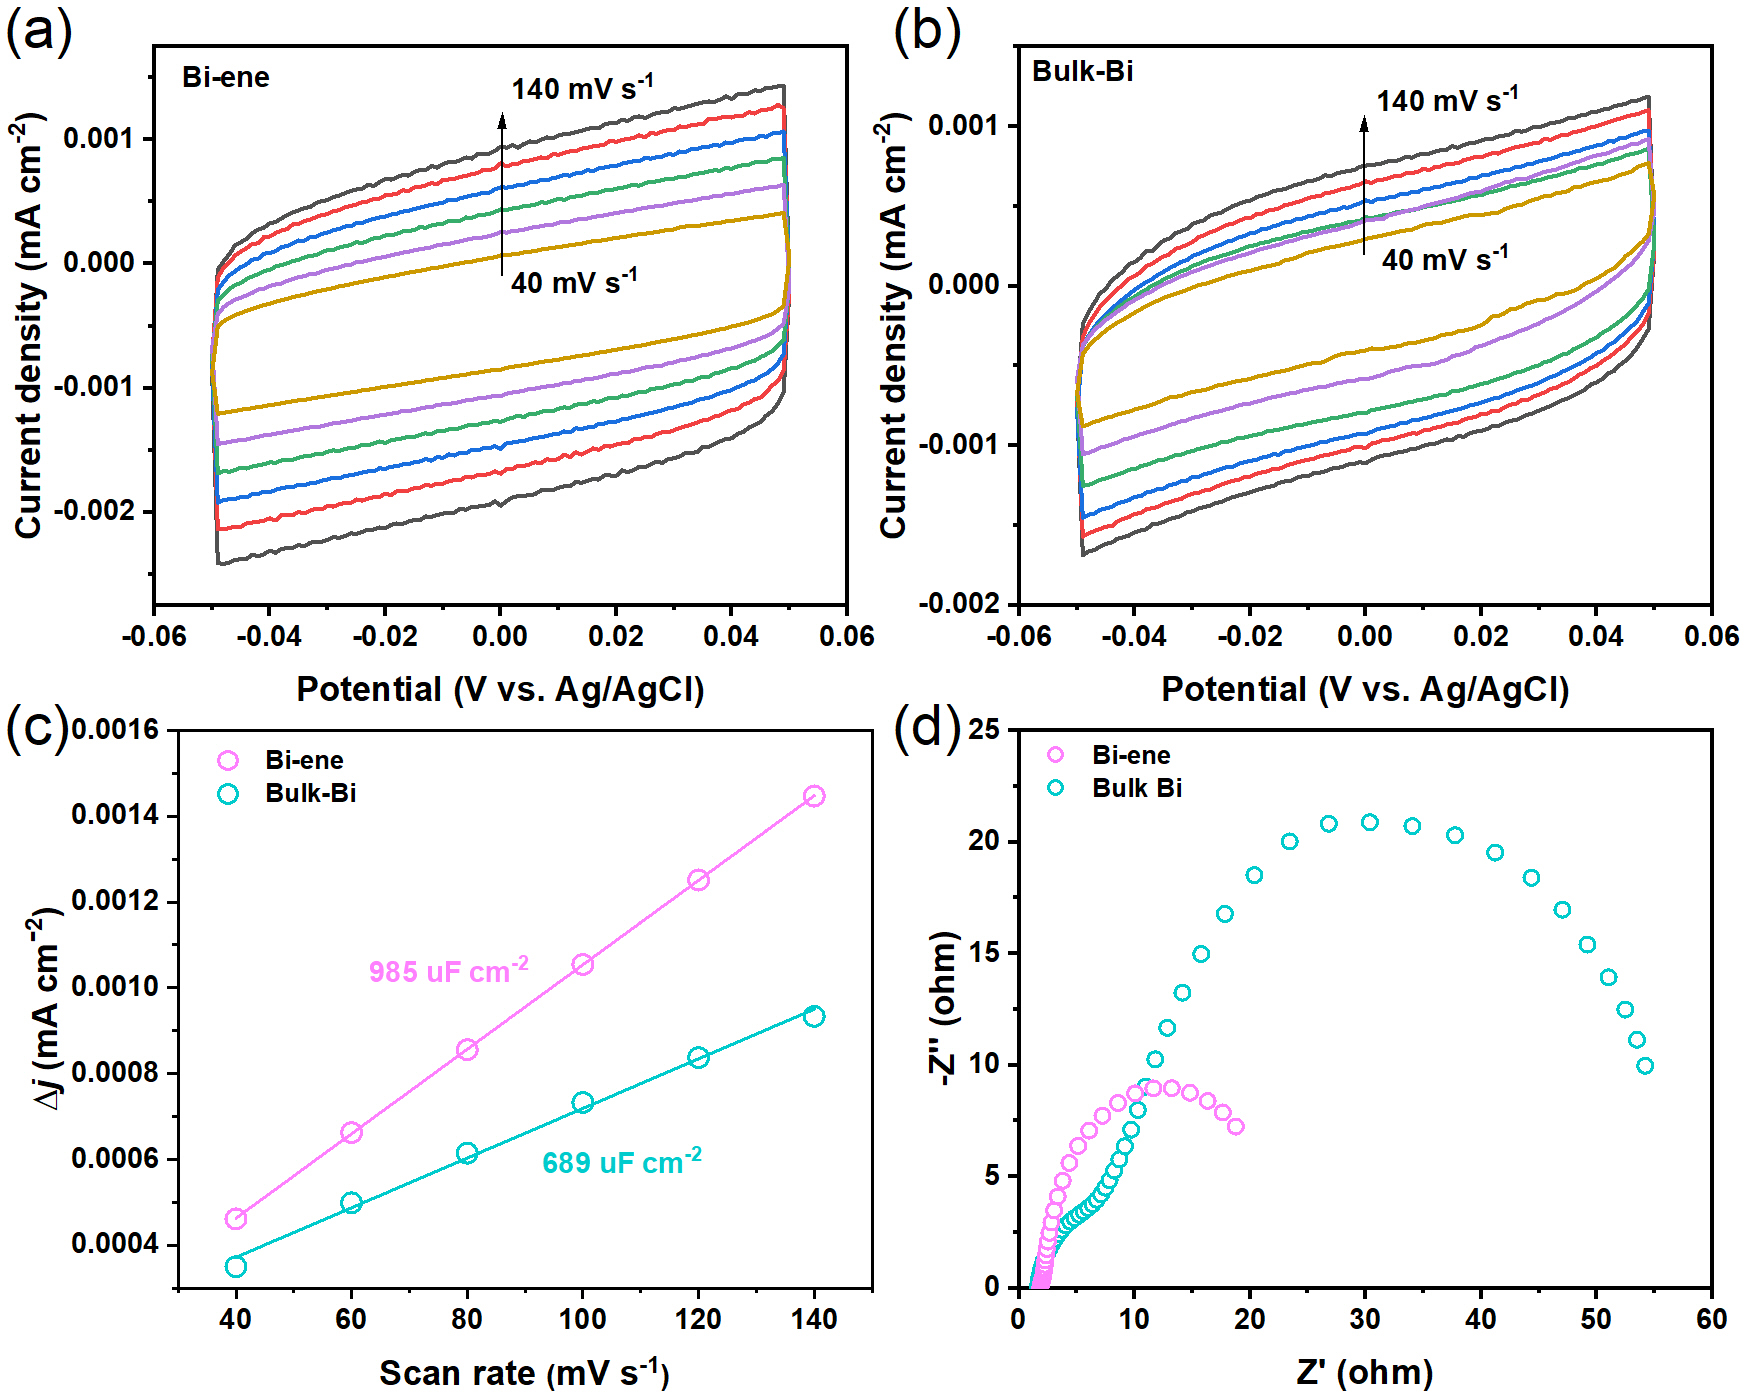 (a)
Bi-ene
140 mV s⁻¹
40 mV s⁻¹
0.001
0.000
-0.001
-0.002
Current density (mA cm⁻²)
-0.06 -0.04 -0.02 0.00 0.02 0.04 0.06
Potential (V vs. Ag/AgCl)
(b)
Bulk-Bi
140 mV s⁻¹
40 mV s⁻¹
0.001
0.000
-0.001
-0.002
Current density (mA cm⁻²)
-0.06 -0.04 -0.02 0.00 0.02 0.04 0.06
Potential (V vs. Ag/AgCl)
(c)
Bi-ene
Bulk-Bi
985 uF cm⁻²
689 uF cm⁻²
0.0016
0.0014
0.0012
0.0010
0.0008
0.0006
0.0004
Δj (mA cm⁻²)
40 60 80 100 120 140
Scan rate (mV s⁻¹)
(d)
Bi-ene
Bulk Bi
25
20
15
10
5
0
-Z" (ohm)
0 10 20 30 40 50 60
Z' (ohm)